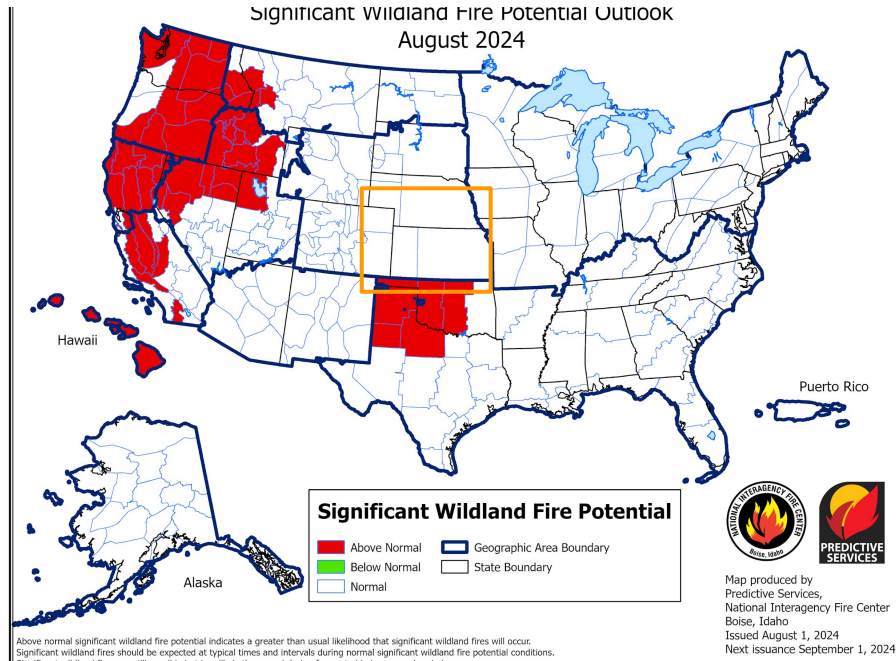 Significant Wildland Fire Potential Outlook
August 2024
Hawaii
Puerto Rico
Alaska
Significant Wildland Fire Potential
Above Normal
Geographic Area Boundary
Below Normal
State Boundary
Normal
NATIONAL INTERAGENCY FIRE CENTER
Boise, Idaho
PREDICTIVE
SERVICES
Map produced by
Predictive Services,
National Interagency Fire Center
Boise, Idaho
Issued August 1, 2024
Next issuance September 1, 2024
Above normal significant wildland fire potential indicates a greater than usual likelihood that significant wildland fires will occur.
Significant wildland fires should be expected at typical times and intervals during normal significant wildland fire potential conditions.